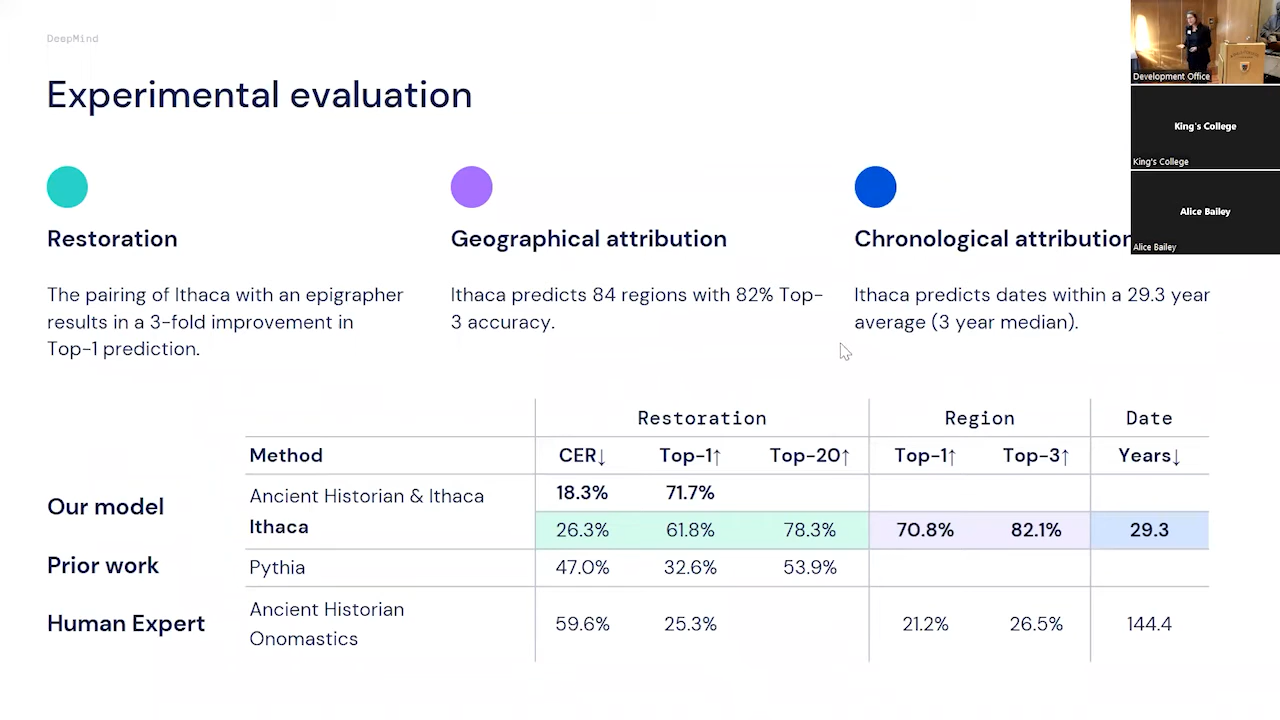 DeepMind
Experimental evaluation
Development Office
King's College
King's College
Alice Bailey
Alice Bailey
Restoration
The pairing of Ithaca with an epigrapher
results in a 3-fold improvement in
Top-1 prediction.
Geographical attribution
Ithaca predicts 84 regions with 82% Top-
3 accuracy.
Chronological attribution
Ithaca predicts dates within a 29.3 year
average (3 year median).
Restoration Region Date
Method CER↓ Top-1↑ Top-20↑ Top-1↑ Top-3↑ Years↓
Our model
Ancient Historian & Ithaca 18.3% 71.7%
Ithaca 26.3% 61.8% 78.3% 70.8% 82.1% 29.3
Prior work Pythia 47.0% 32.6% 53.9%
Human Expert
Ancient Historian
Onomastics
59.6% 25.3% 21.2% 26.5% 144.4